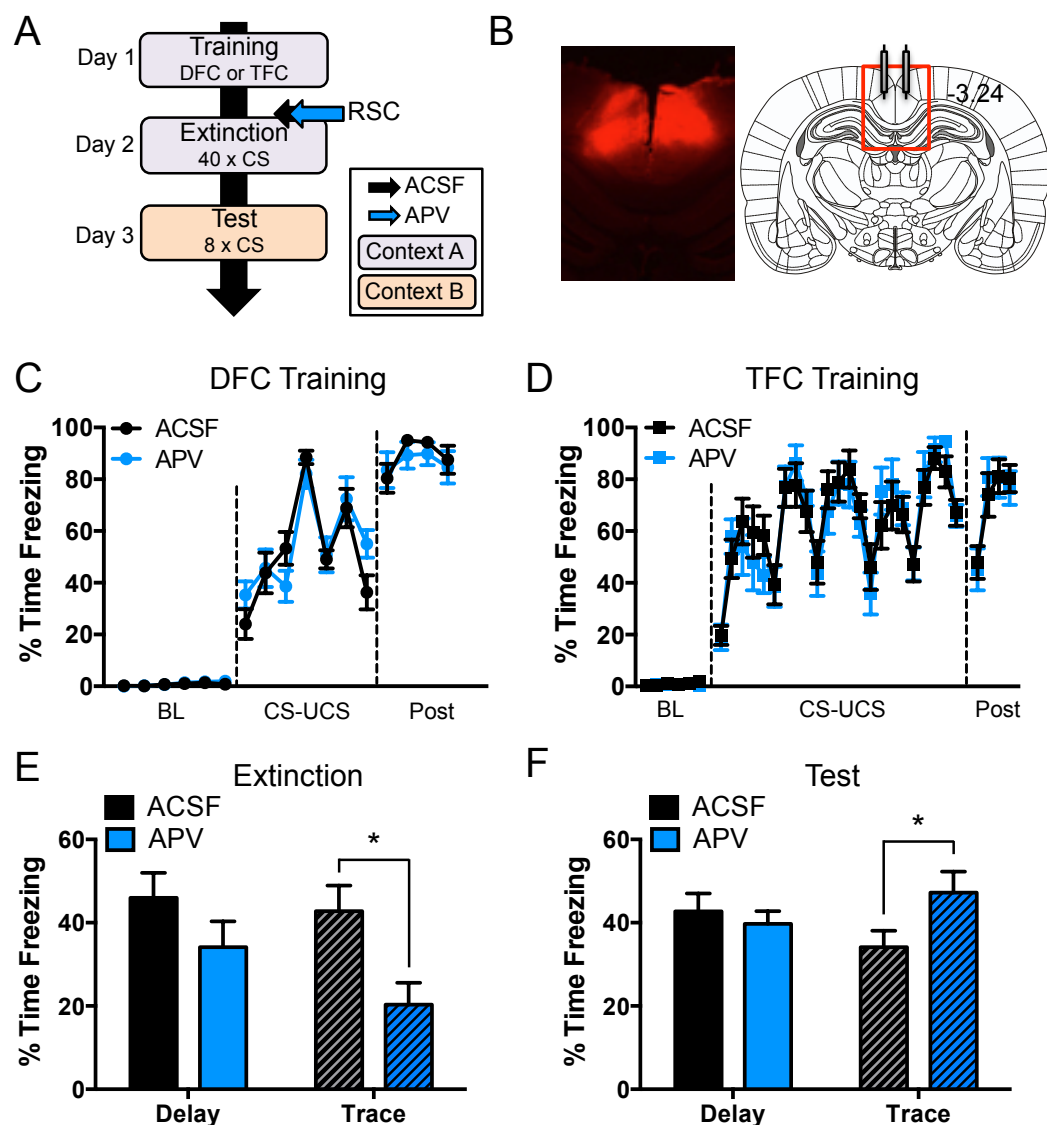 A
Day 1
Training
DFC or TFC
RSC
Day 2
Extinction
40 x CS
Day 3
Test
8 x CS
ACSF
APV
Context A
Context B
B
-3.24
C
DFC Training
ACSF
APV
% Time Freezing
100
80
60
40
20
0
BL
CS-UCS
Post
D
TFC Training
ACSF
APV
% Time Freezing
100
80
60
40
20
0
BL
CS-UCS
Post
E
Extinction
ACSF
APV
% Time Freezing
60
40
20
0
*
Delay
Trace
F
Test
ACSF
APV
% Time Freezing
60
40
20
0
*
Delay
Trace